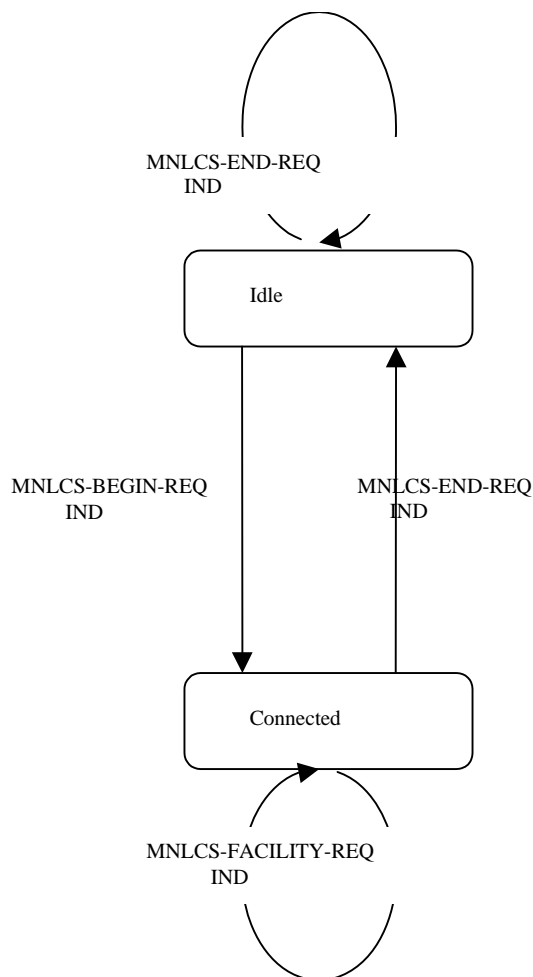 MNLCS-END-REQ
IND
Idle
MNLCS-BEGIN-REQ
IND
MNLCS-END-REQ
IND
Connected
MNLCS-FACILITY-REQ
IND